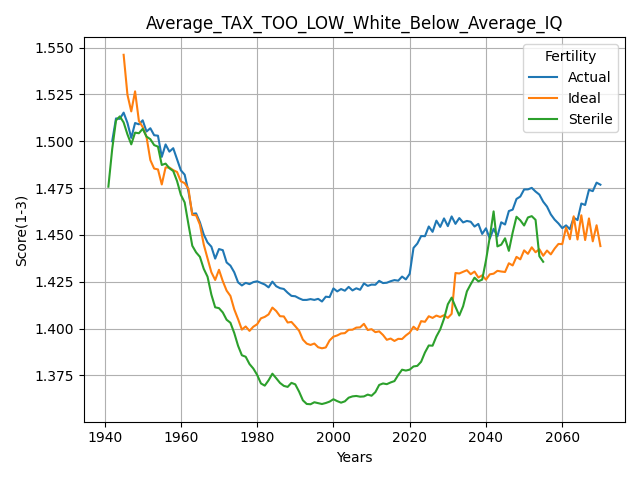 Average_TAX_TOO_LOW_White_Below_Average_IQ
Score(1-3)
1.550
1.525
1.500
1.475
1.450
1.425
1.400
1.375
Fertility
Actual
Ideal
Sterile
1940 1960 1980 2000 2020 2040 2060
Years